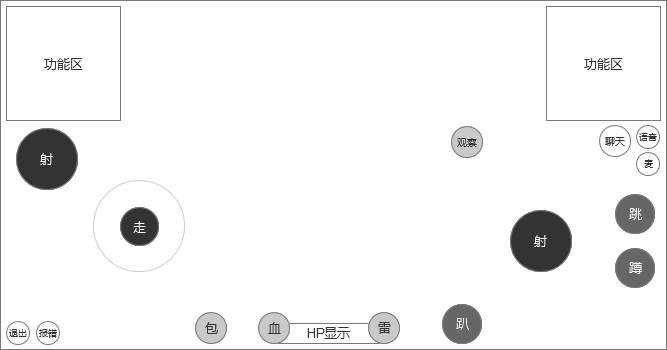 功能区
功能区
射
观察
聊天
语音
麦
走
射
跳
蹲
退出
报错
包
血
HP显示
雷
趴